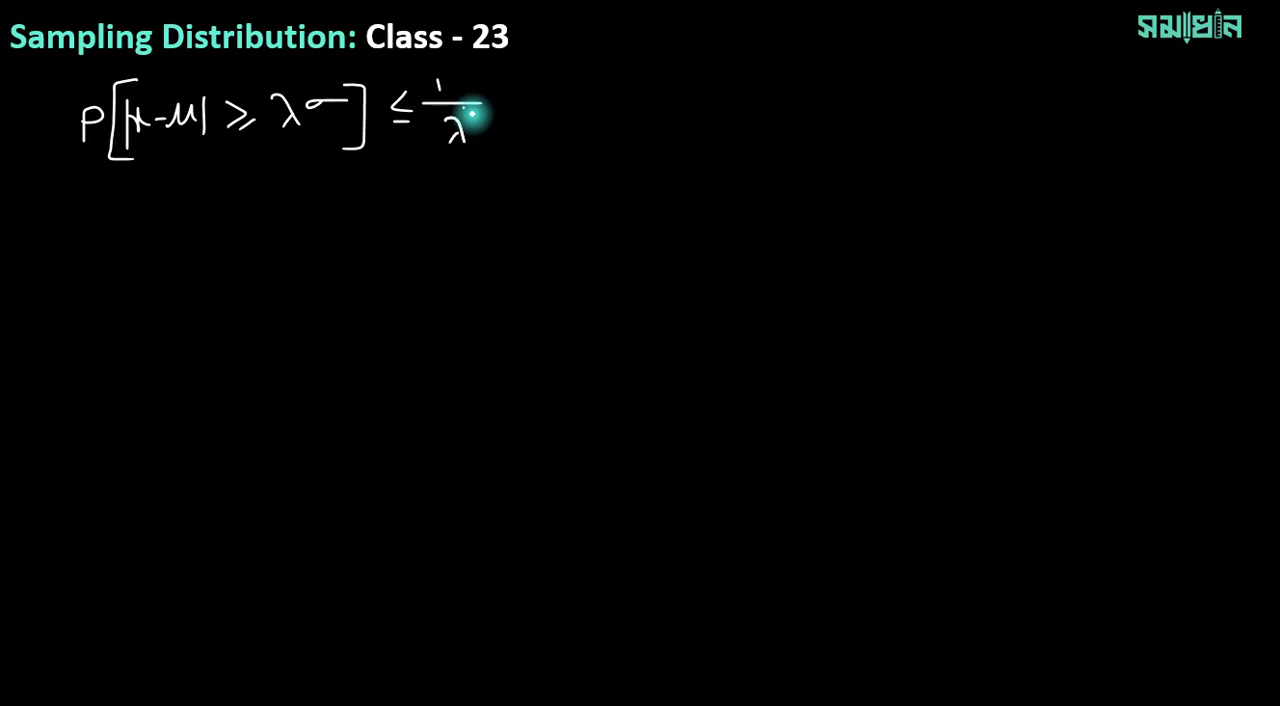 Sampling Distribution: Class - 23
সমাধান
P[|x-μ| ≥ λσ] ≤ 1/λ